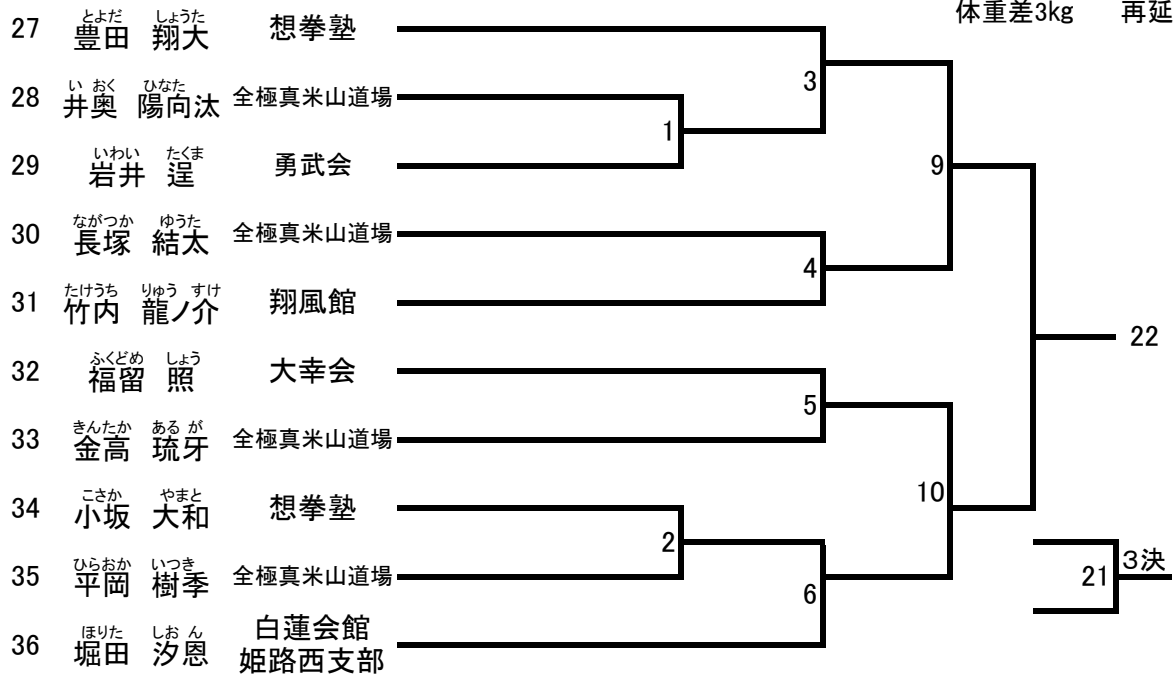 体重差3kg 再延
とよだ しょうた
27 豊田 翔大 想拳塾
3
い おく ひなた
28 井奥 陽向汰 全極真米山道場
1
いわい たくま
29 岩井 逞 勇武会
9
ながつか ゆうた
30 長塚 結太 全極真米山道場
4
たけうち りゅう すけ
31 竹内 龍ノ介 翔風館
22
ふくどめ しょう
32 福留 照 大幸会
5
きんたか ある が
33 金高 琉牙 全極真米山道場
10
こさか やまと
34 小坂 大和 想拳塾
2
ひらおか いつき
35 平岡 樹季 全極真米山道場
6
21 3決
ほりた しお ん
36 堀田 汐恩 白蓮会館
姫路西支部